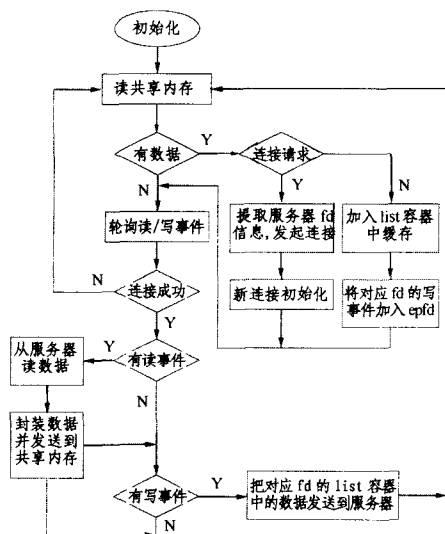 初始化
读共享内存
有数据
Y
连接请求
N
Y
N
提取服务器 fd
信息,发起连接
加入 list 容器
中缓存
轮询读/写事件
N
连接成功
新连接初始化
将对应 fd 的写
事件加入 epfd
Y
从服务器
读数据
Y
有读事件
N
封装数据
并发送到
共享内存
有写事件
Y
把对应 fd 的 list 容器
中的数据发送到服务器
N